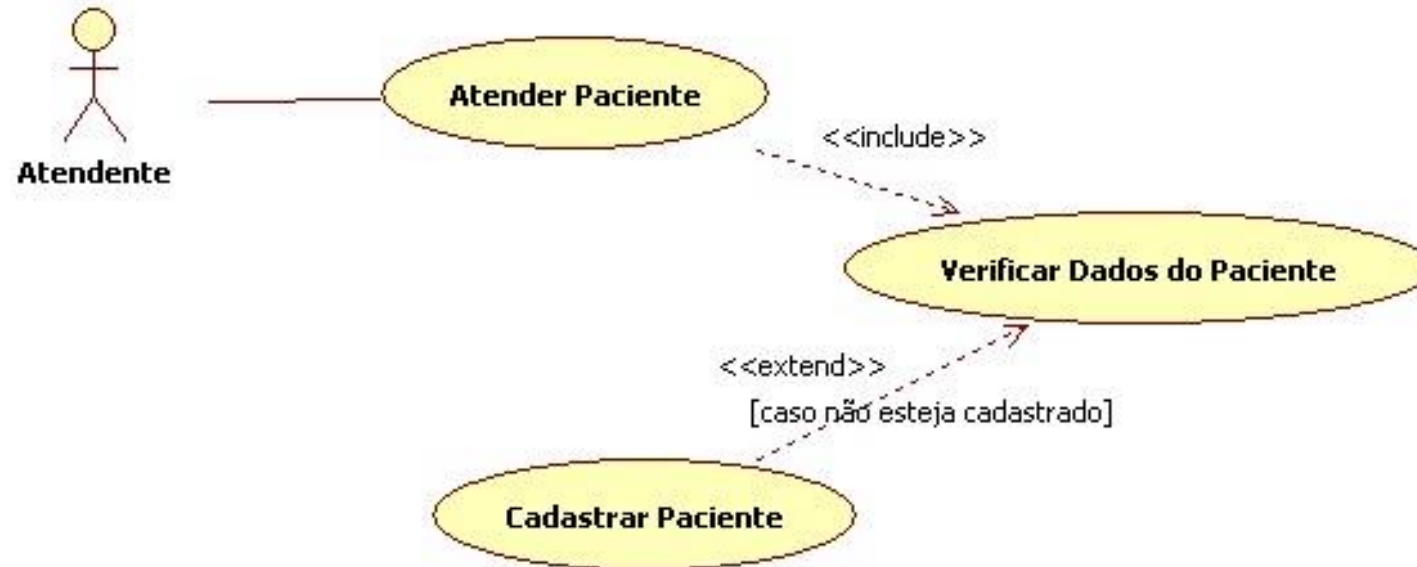 Atender Paciente
<<include>>
Atendente
Verificar Dados do Paciente
<<extend>>
[caso não esteja cadastrado]
Cadastrar Paciente